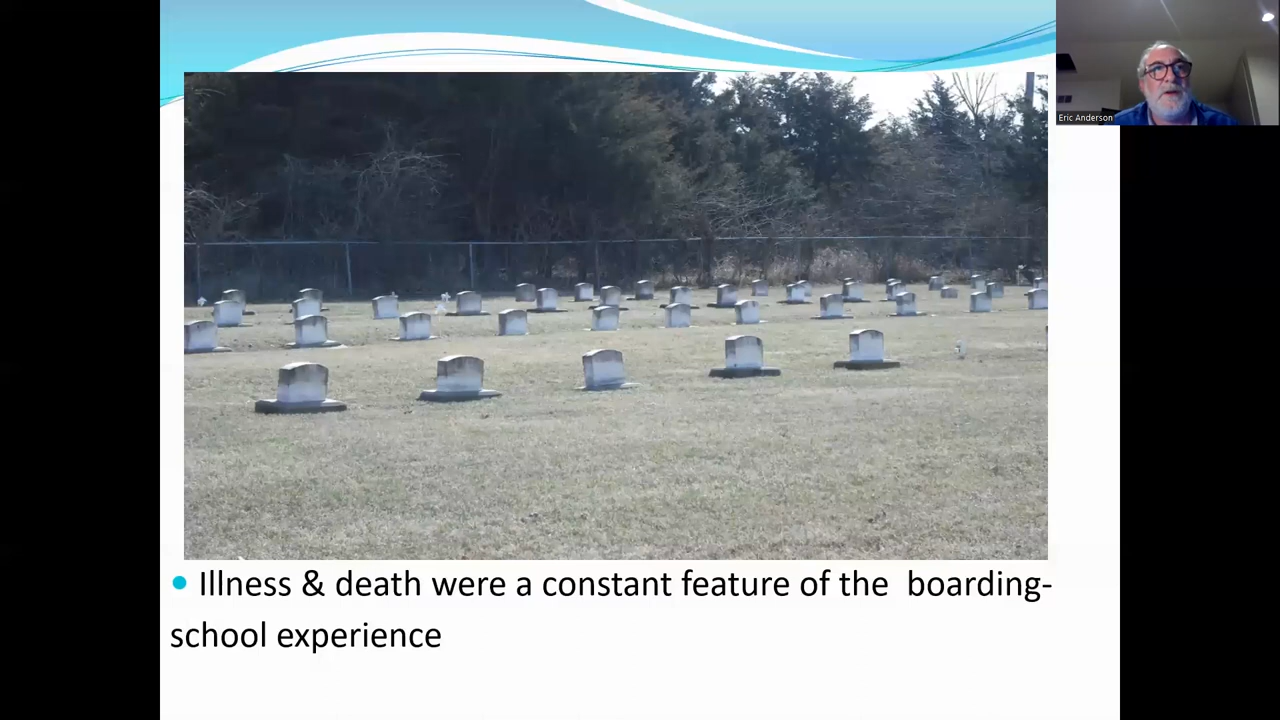 Eric Anderson
• Illness & death were a constant feature of the  boarding-
school experience